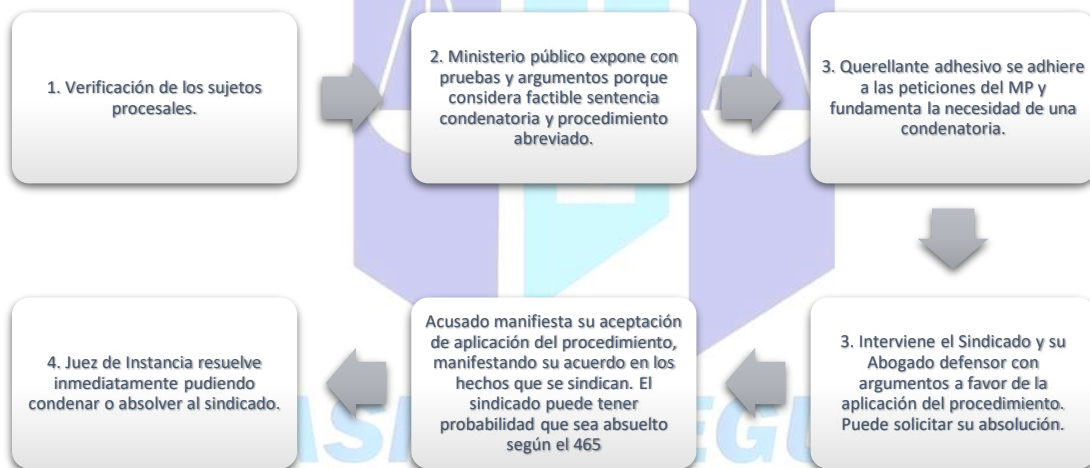 1. Verificación de los sujetos
procesales.
2. Ministerio público expone con
pruebas y argumentos porque
considera factible sentencia
condenatoria y procedimiento
abreviado.
3. Querellante adhesivo se adhiere
a las peticiones del MP y
fundamenta la necesidad de una
condenatoria.
3. Interviene el Sindicado y su
Abogado defensor con
argumentos a favor de la
aplicación del procedimiento.
Puede solicitar su absolución.
Acusado manifiesta su aceptación
de aplicación del procedimiento,
manifestando su acuerdo en los
hechos que se sindican. El
sindicado puede tener
probabilidad que sea absuelto
según el 465
4. Juez de Instancia resuelve
inmediatamente pudiendo
condenar o absolver al sindicado.